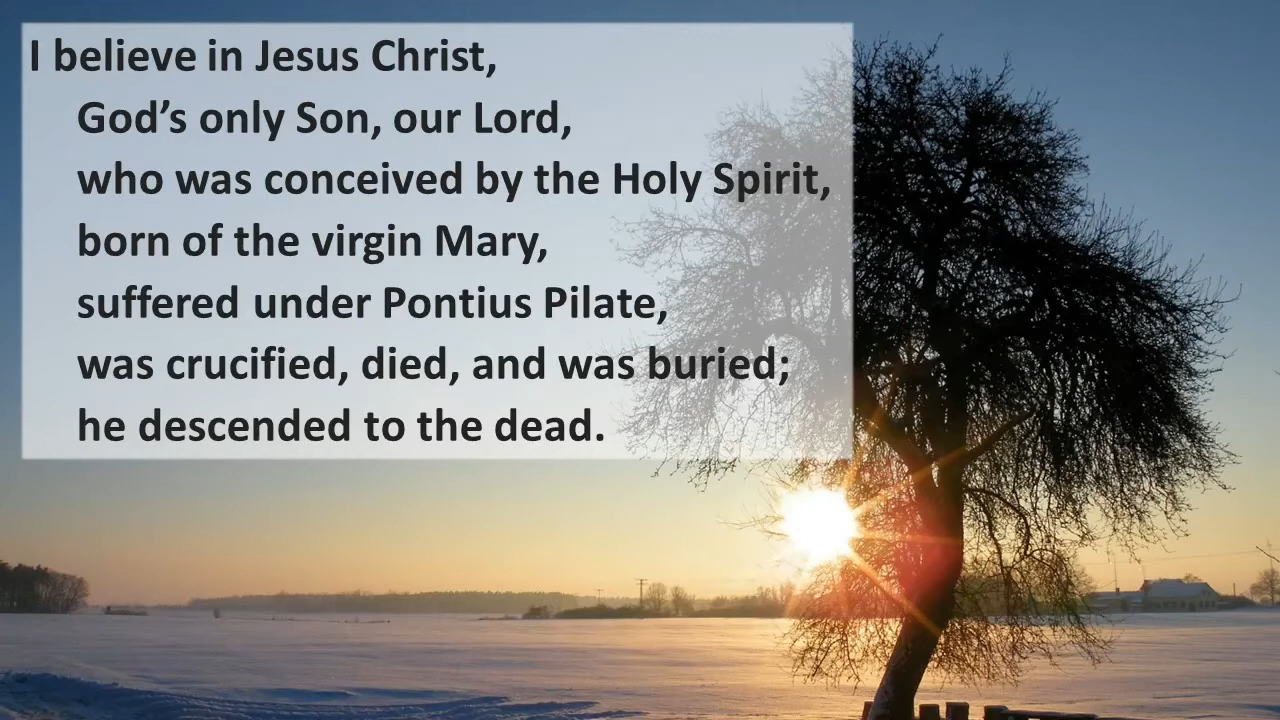 I believe in Jesus Christ,
God’s only Son, our Lord,
who was conceived by the Holy Spirit,
born of the virgin Mary,
suffered under Pontius Pilate,
was crucified, died, and was buried;
he descended to the dead.